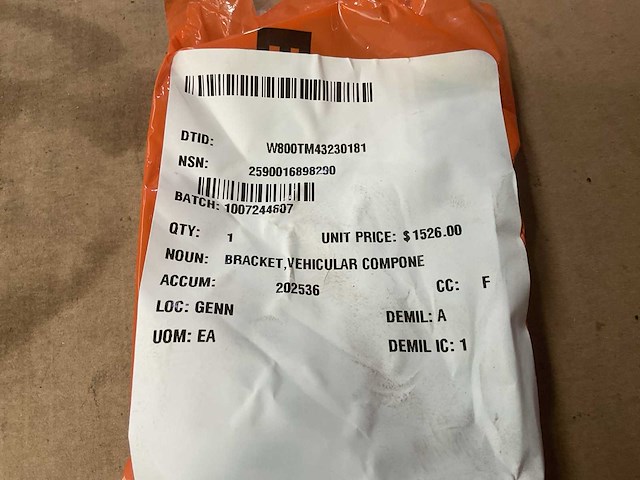 DTID: W800TM43230181
NSN: 2590016898290
BATCH: 1007244607
QTY: 1 UNIT PRICE: $1526.00
NOUN: BRACKET,VEHICULAR COMPONE
ACCUM: 202536 CC: F
LOC: GENN DEMIL: A
UOM: EA DEMIL IC: 1